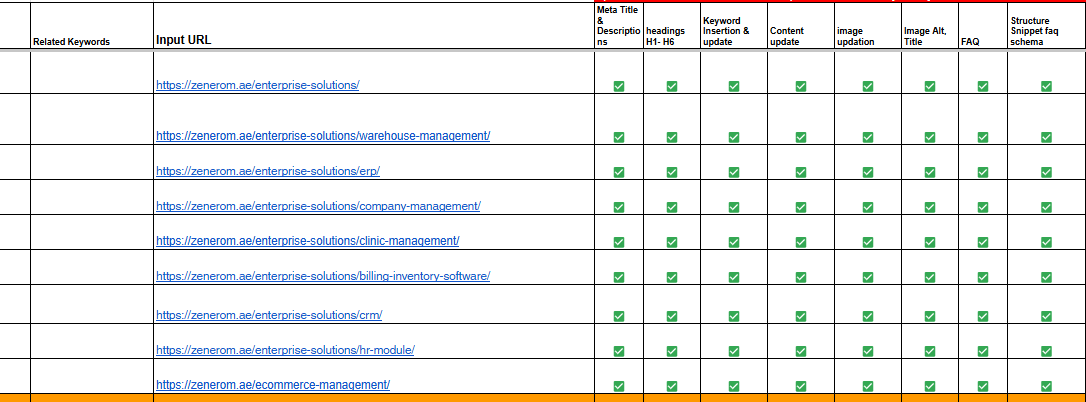 Meta Title
&
Descriptio
ns
Related Keywords
Input URL
headings
H1- H6
Keyword
Insertion &
update
Content
update
image
updation
Image Alt,
Title
FAQ
Structure
Snippet faq
schema
https://zenerom.ae/enterprise-solutions/
https://zenerom.ae/enterprise-solutions/warehouse-management/
https://zenerom.ae/enterprise-solutions/erp/
https://zenerom.ae/enterprise-solutions/company-management/
https://zenerom.ae/enterprise-solutions/clinic-management/
https://zenerom.ae/enterprise-solutions/billing-inventory-software/
https://zenerom.ae/enterprise-solutions/crm/
https://zenerom.ae/enterprise-solutions/hr-module/
https://zenerom.ae/ecommerce-management/